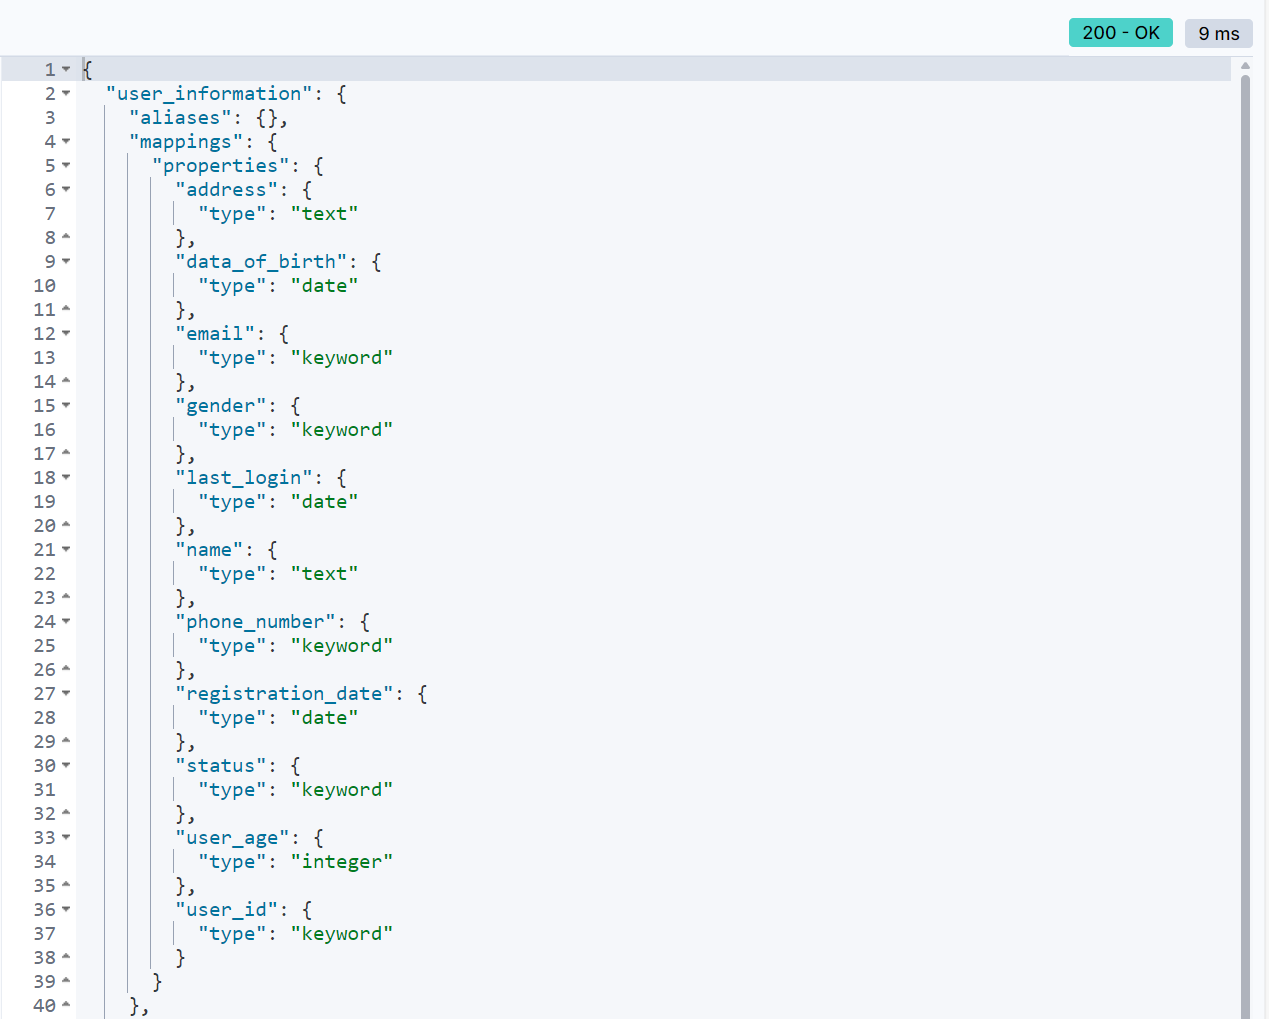 200 - OK
9 ms
1 {
2 "user_information": {
3 "aliases": {},
4 "mappings": {
5 "properties": {
6 "address": {
7 "type": "text"
8 },
9 "data_of_birth": {
10 "type": "date"
11 },
12 "email": {
13 "type": "keyword"
14 },
15 "gender": {
16 "type": "keyword"
17 },
18 "last_login": {
19 "type": "date"
20 },
21 "name": {
22 "type": "text"
23 },
24 "phone_number": {
25 "type": "keyword"
26 },
27 "registration_date": {
28 "type": "date"
29 },
30 "status": {
31 "type": "keyword"
32 },
33 "user_age": {
34 "type": "integer"
35 },
36 "user_id": {
37 "type": "keyword"
38 }
39 }
40 },